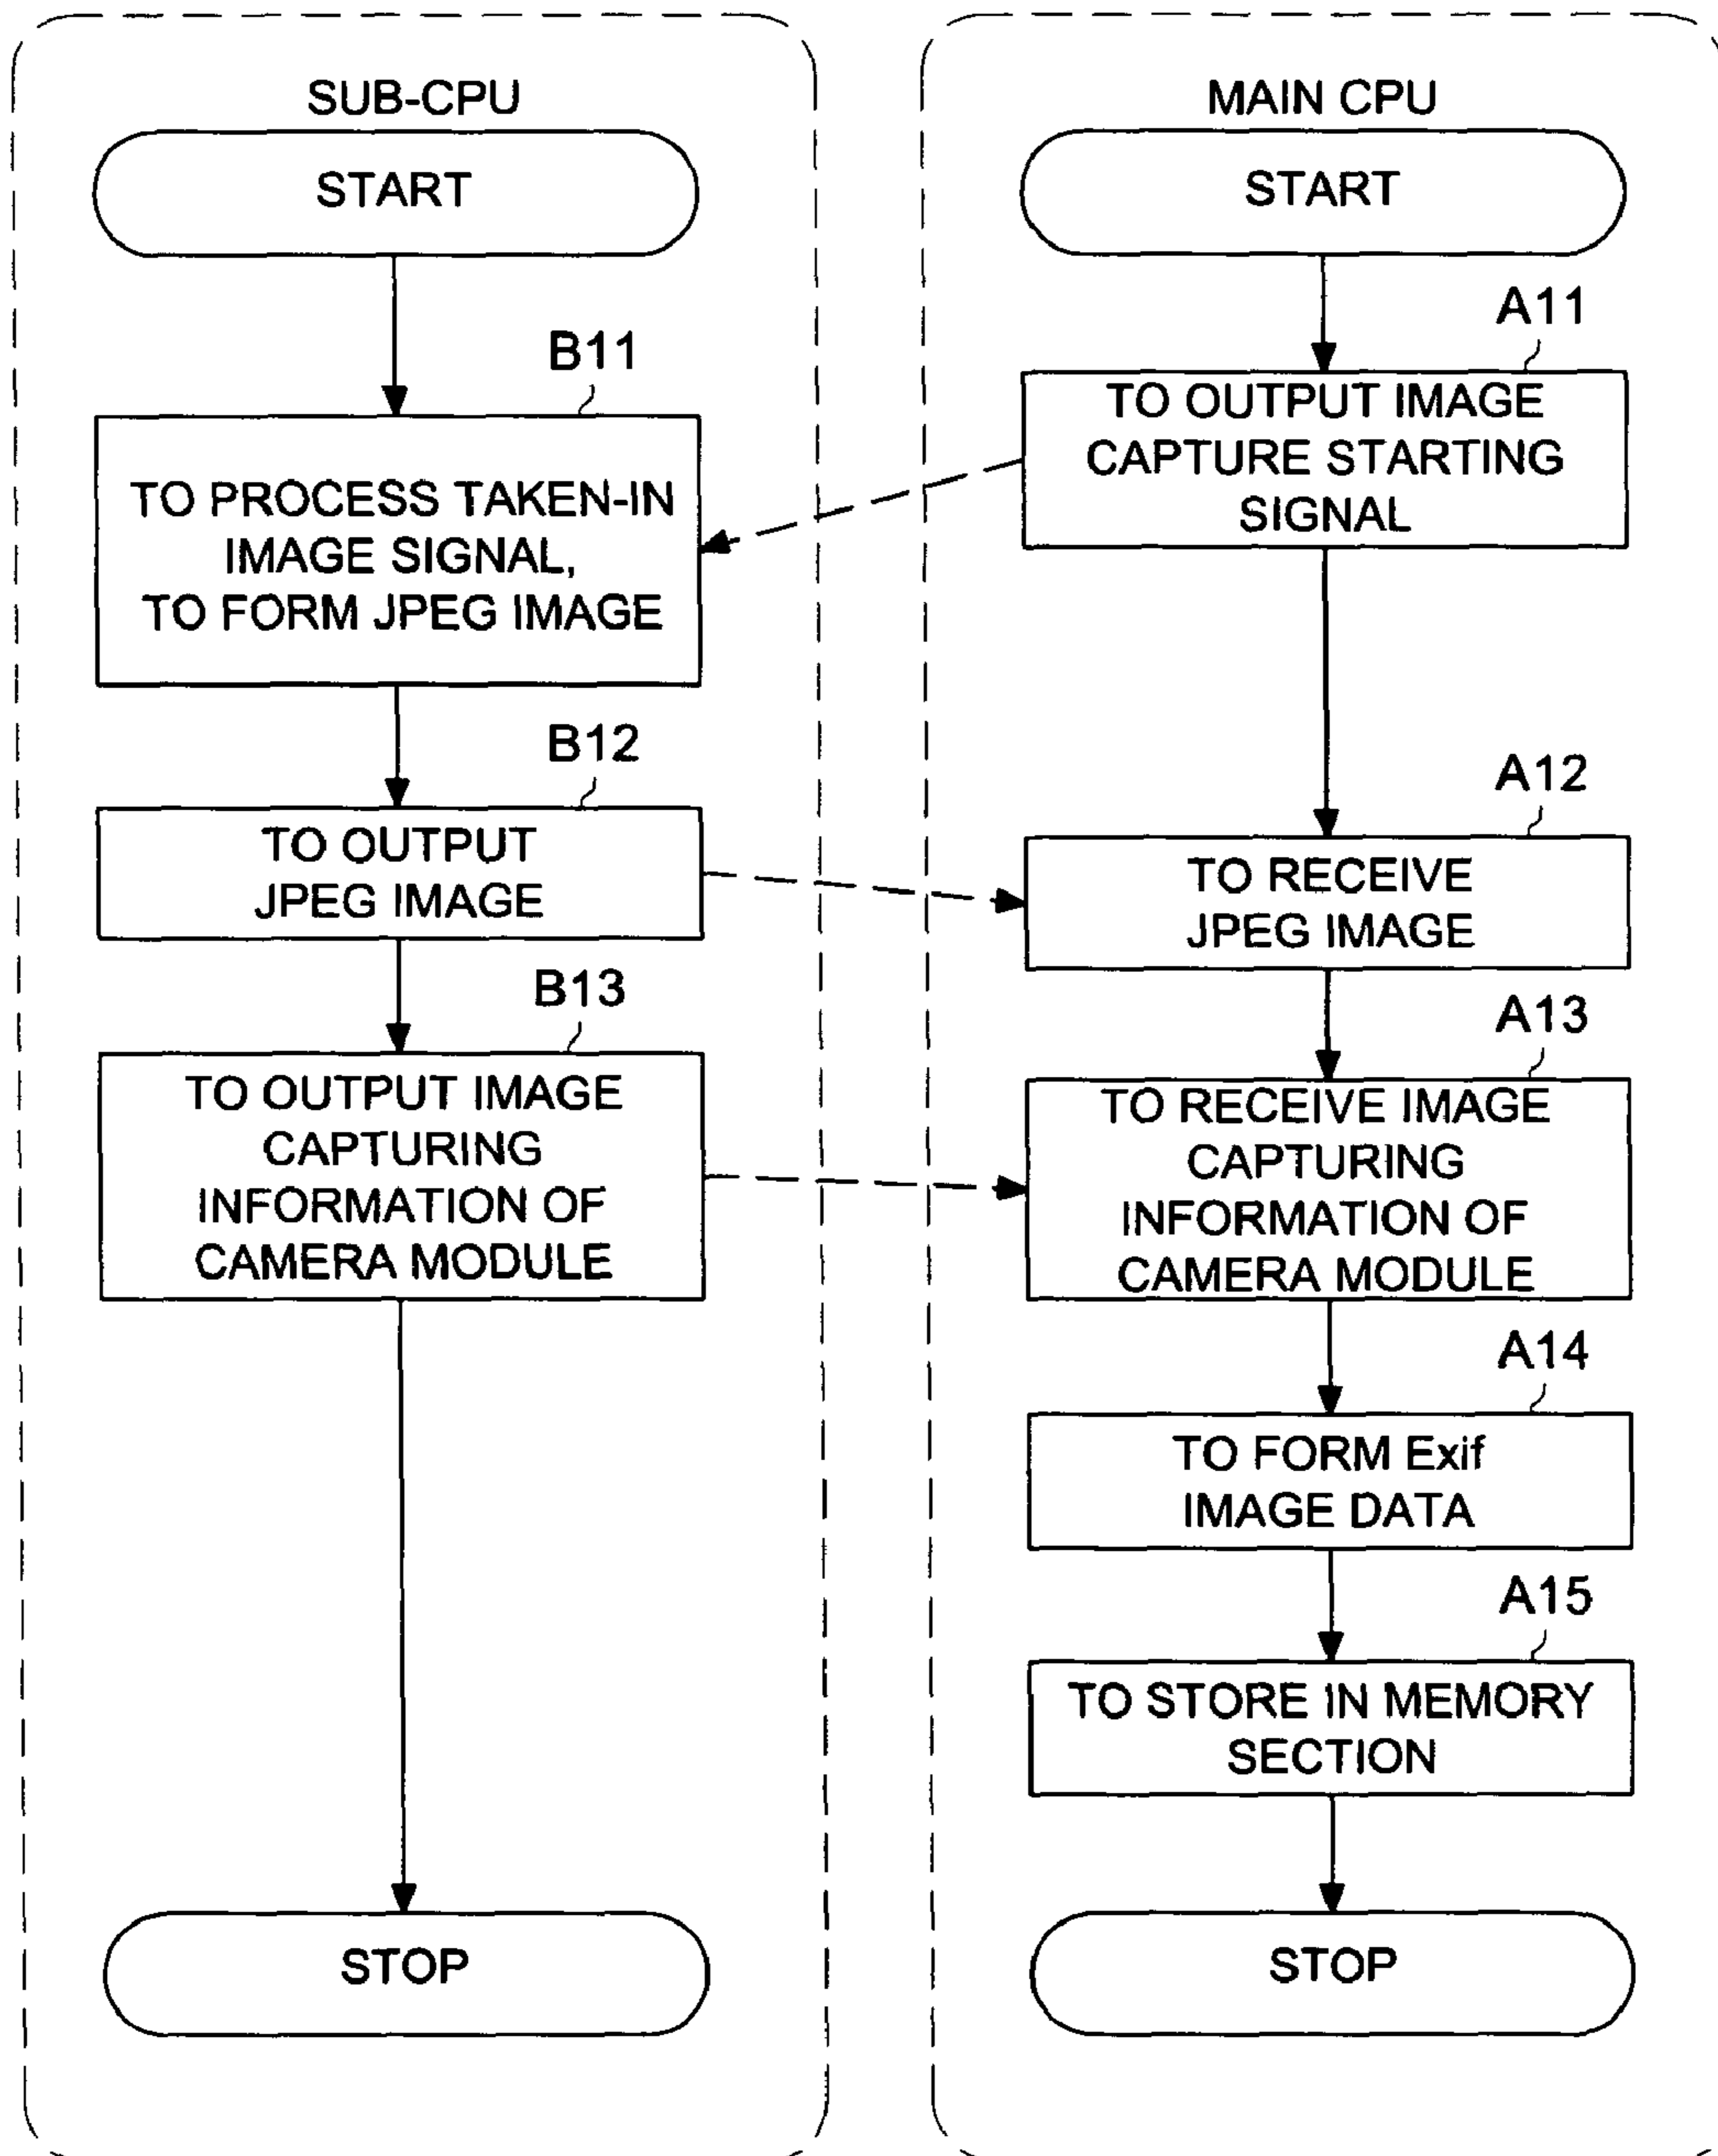 SUB-CPU
START
B11
TO PROCESS TAKEN-IN
IMAGE SIGNAL,
TO FORM JPEG IMAGE
B12
TO OUTPUT
JPEG IMAGE
B13
TO OUTPUT IMAGE
CAPTURING
INFORMATION OF
CAMERA MODULE
STOP
MAIN CPU
START
A11
TO OUTPUT IMAGE
CAPTURE STARTING
SIGNAL
A12
TO RECEIVE
JPEG IMAGE
A13
TO RECEIVE IMAGE
CAPTURING
INFORMATION OF
CAMERA MODULE
A14
TO FORM Exif
IMAGE DATA
A15
TO STORE IN MEMORY
SECTION
STOP